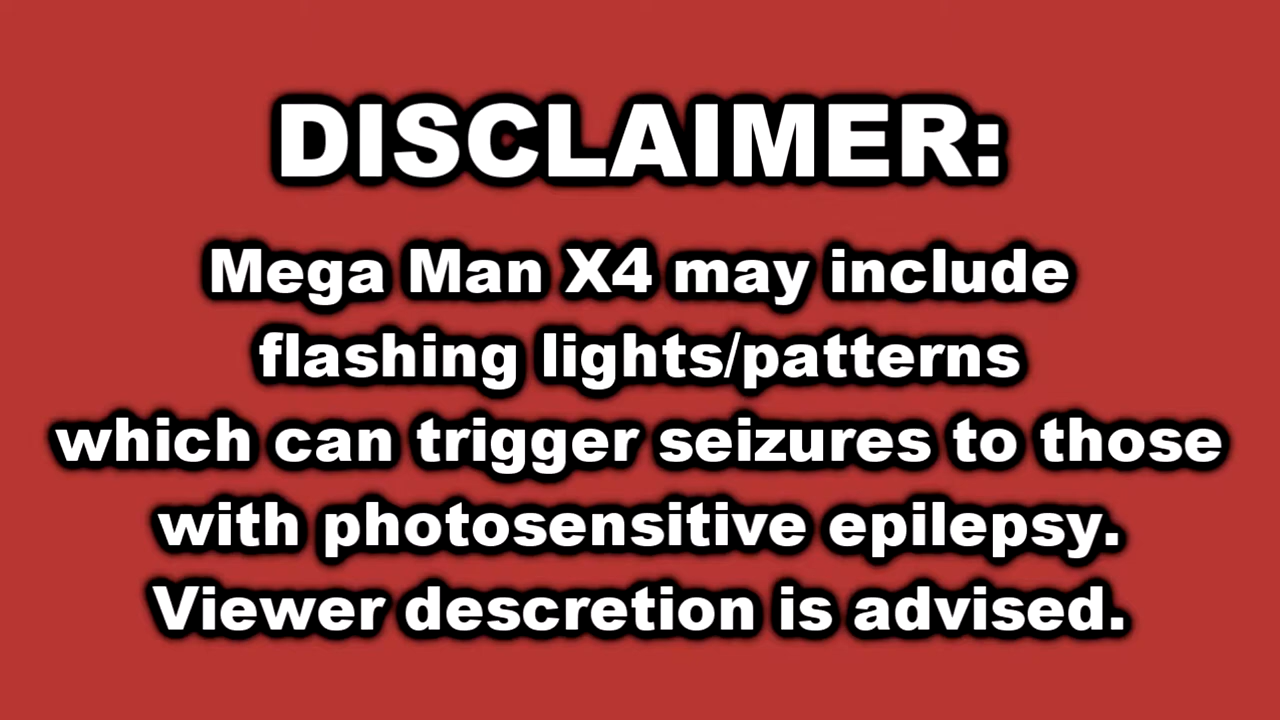 DISCLAIMER:
Mega Man X4 may include
flashing lights/patterns
which can trigger seizures to those
with photosensitive epilepsy.
Viewer descretion is advised.